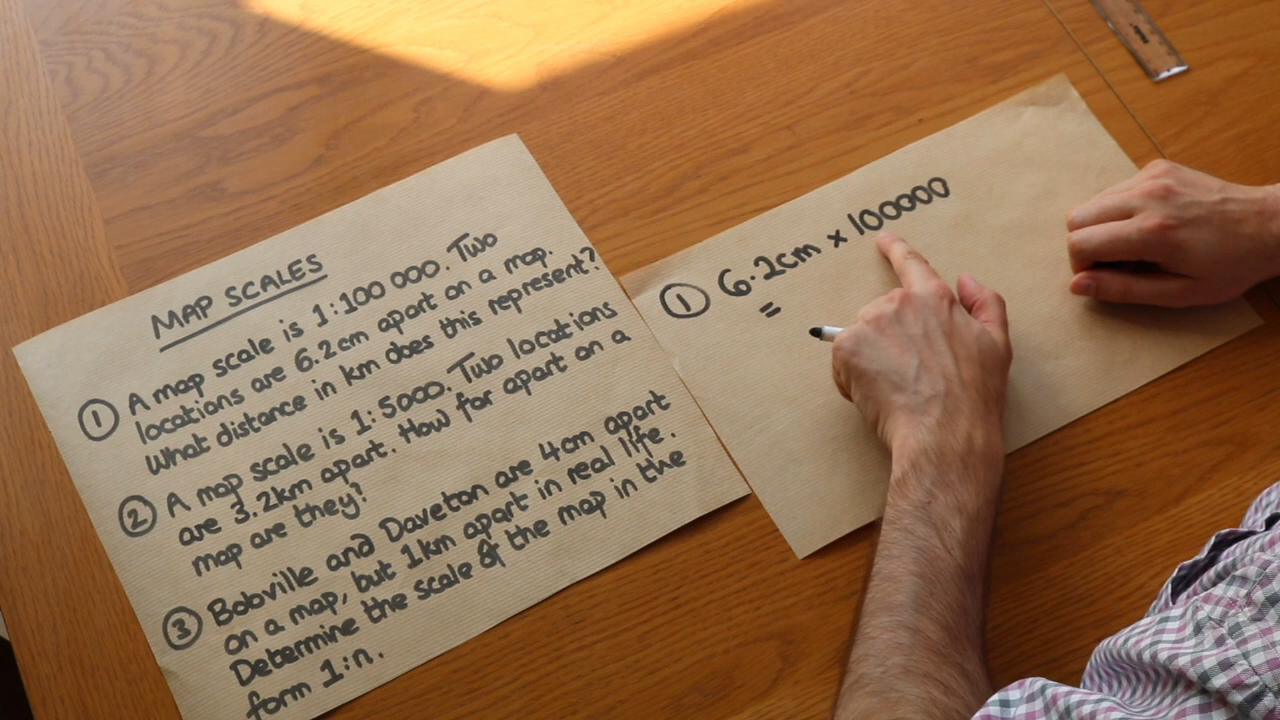 MAP SCALES
① A map scale is 1:100 000. Two
locations are 6.2cm apart on a map.
What distance in km does this represent?
② A map scale is 1:5000. Two locations
are 3.2km apart. How far apart on a
map are they?
③ Bobville and Daveton are 4cm apart
on a map, but 1km apart in real life.
Determine the scale of the map in the
form 1:n.
① 6.2cm × 100000
=